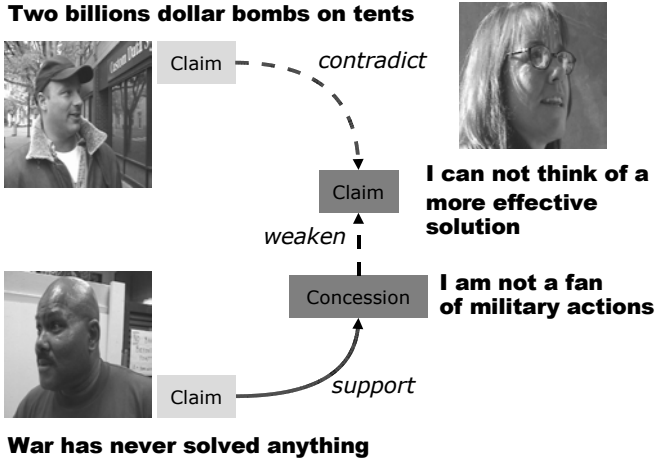 Two billions dollar bombs on tents
Claim
contradict
Claim
I can not think of a
more effective
solution
weaken
Concession
I am not a fan
of military actions
Claim
support
War has never solved anything